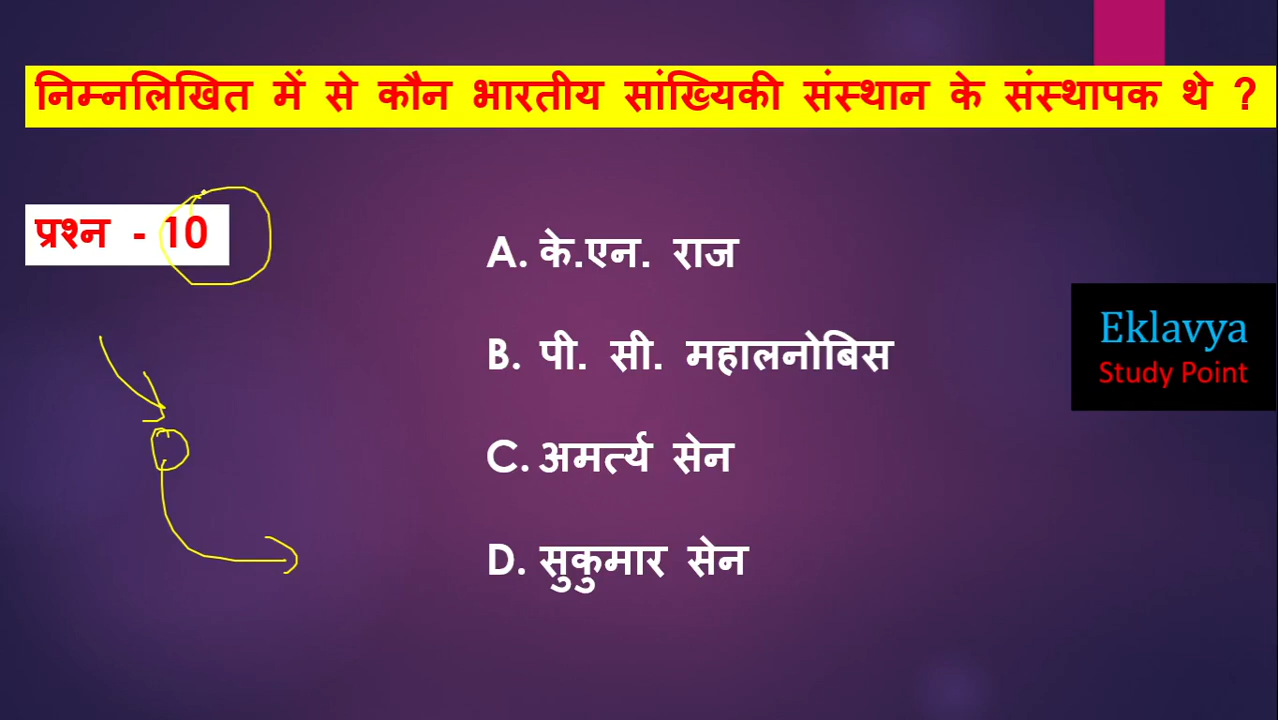 निम्नलिखित में से कौन भारतीय सांख्यिकी संस्थान के संस्थापक थे ?
प्रश्न - 10
A. के.एन. राज
B. पी. सी. महालनोबिस
C. अमर्त्य सेन
D. सुकुमार सेन
Eklavya
Study Point